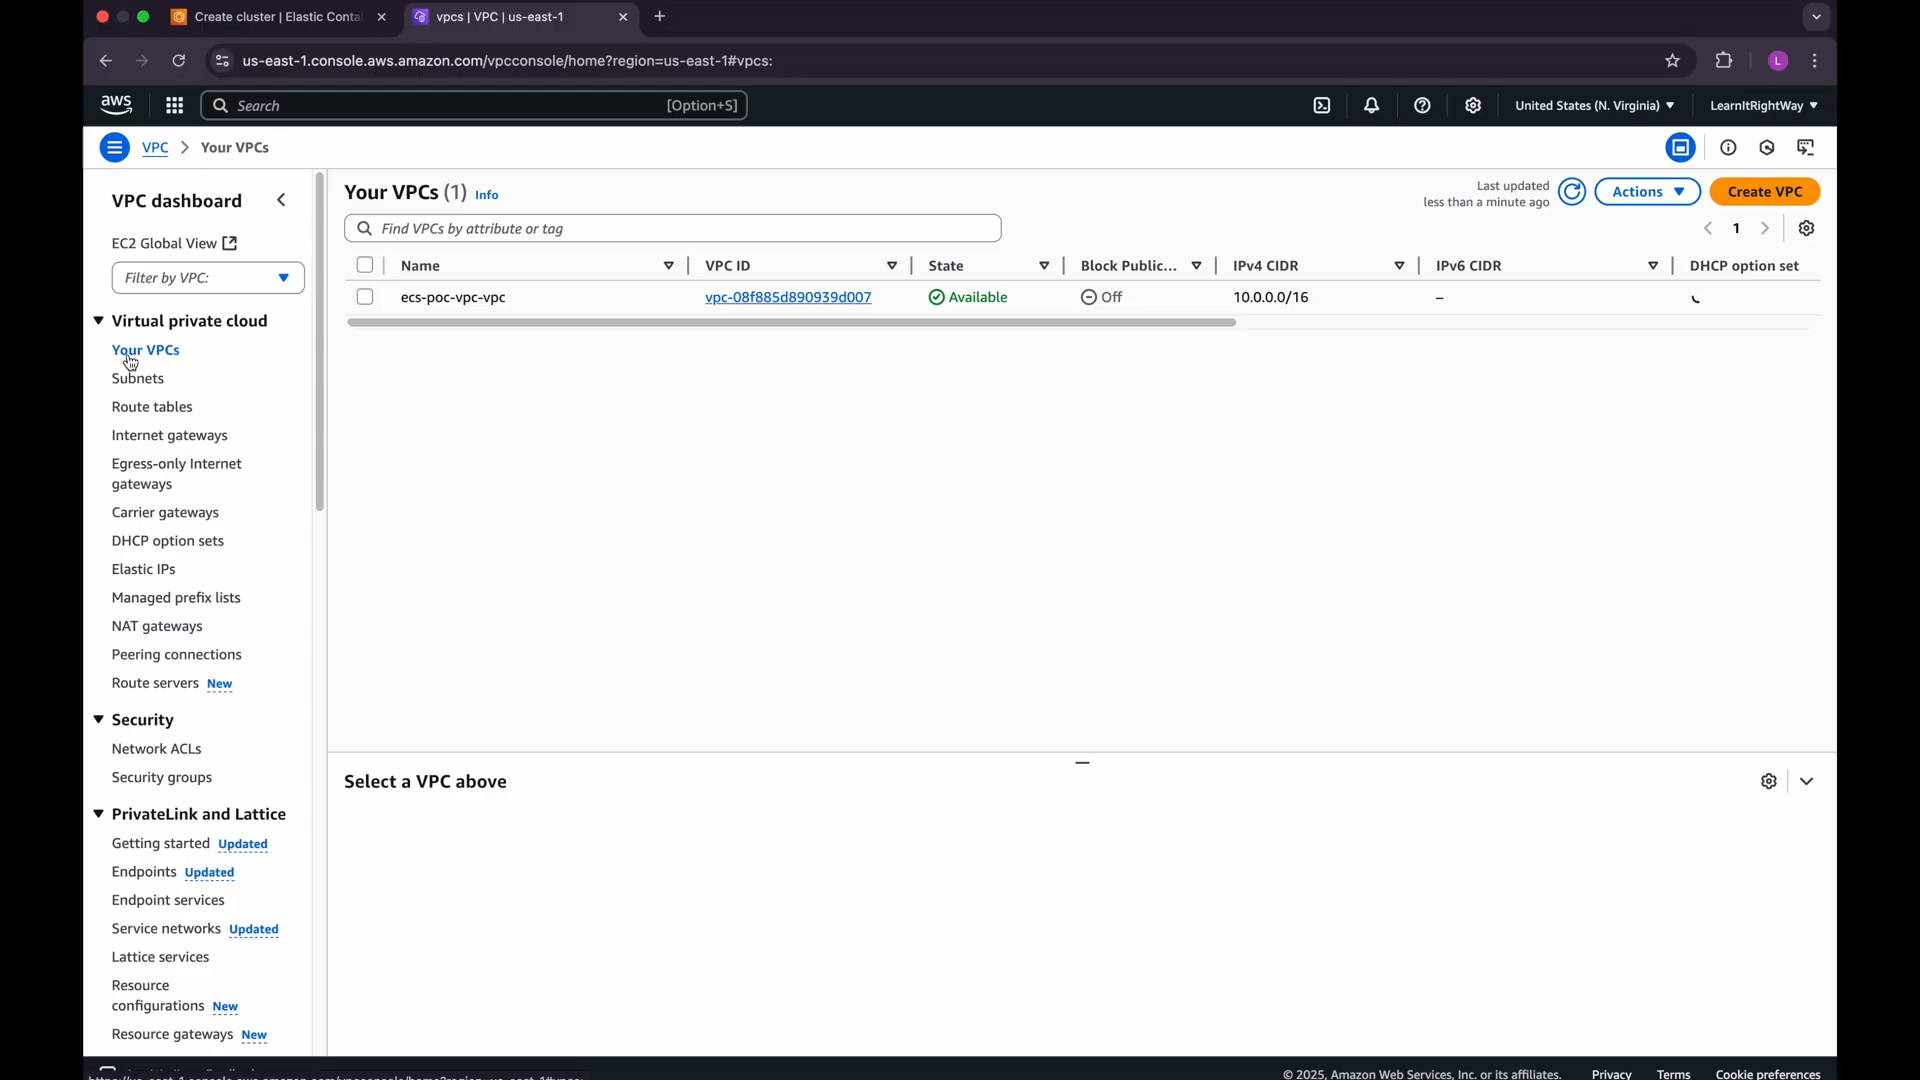 Create cluster | Elastic Conta
vpcs | VPC | us-east-1
us-east-1.console.aws.amazon.com/vpcconsole/home?region=us-east-1#vpcs:
L
aws
Search
[Option+S]
United States (N. Virginia)
LearnItRightWay
VPC
Your VPCs
VPC dashboard
EC2 Global View
Filter by VPC:
Virtual private cloud
Your VPCs
Subnets
Route tables
Internet gateways
Egress-only Internet
gateways
Carrier gateways
DHCP option sets
Elastic IPs
Managed prefix lists
NAT gateways
Peering connections
Route servers New
Security
Network ACLs
Security groups
PrivateLink and Lattice
Getting started Updated
Endpoints Updated
Endpoint services
Service networks Updated
Lattice services
Resource
configurations New
Resource gateways New
Your VPCs (1) Info
Last updated
less than a minute ago
Actions
Create VPC
Find VPCs by attribute or tag
1
Name VPC ID State Block Public... IPv4 CIDR IPv6 CIDR DHCP option set
ecs-poc-vpc-vpc vpc-08f885d890939d007 Available Off 10.0.0.0/16 –
Select a VPC above
© 2025, Amazon Web Services, Inc. or its affiliates. Privacy Terms Cookie preferences